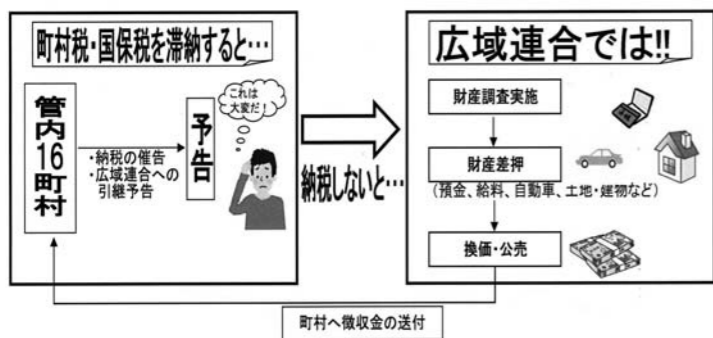 町村税・国保税を滞納すると…
管内16町村
・納税の催告
・広域連合への
引継予告
予告
これは
大変だ!
納税しないと…
広域連合では!!
財産調査実施
財産差押
(預金、給料、自動車、土地・建物など)
換価・公売
町村へ徴収金の送付